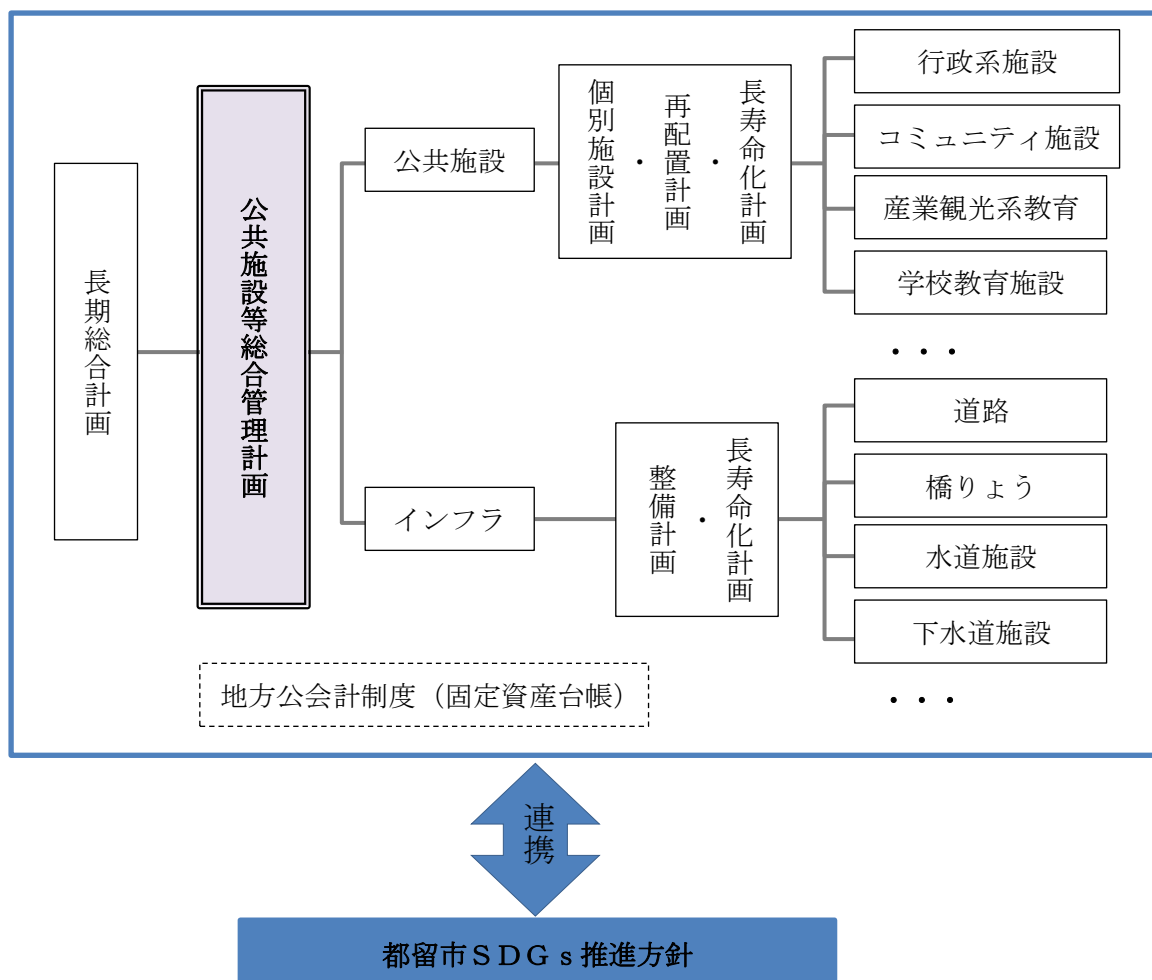 長期総合計画
公共施設等総合管理計画
公共施設
個別施設計画
・
再配置計画
・
長寿命化計画
行政系施設
コミュニティ施設
産業観光系教育
学校教育施設
・・・
インフラ
整備計画
・
長寿命化計画
道路
橋りょう
水道施設
下水道施設
・・・
地方公会計制度（固定資産台帳）
連携
都留市ＳＤＧｓ推進方針